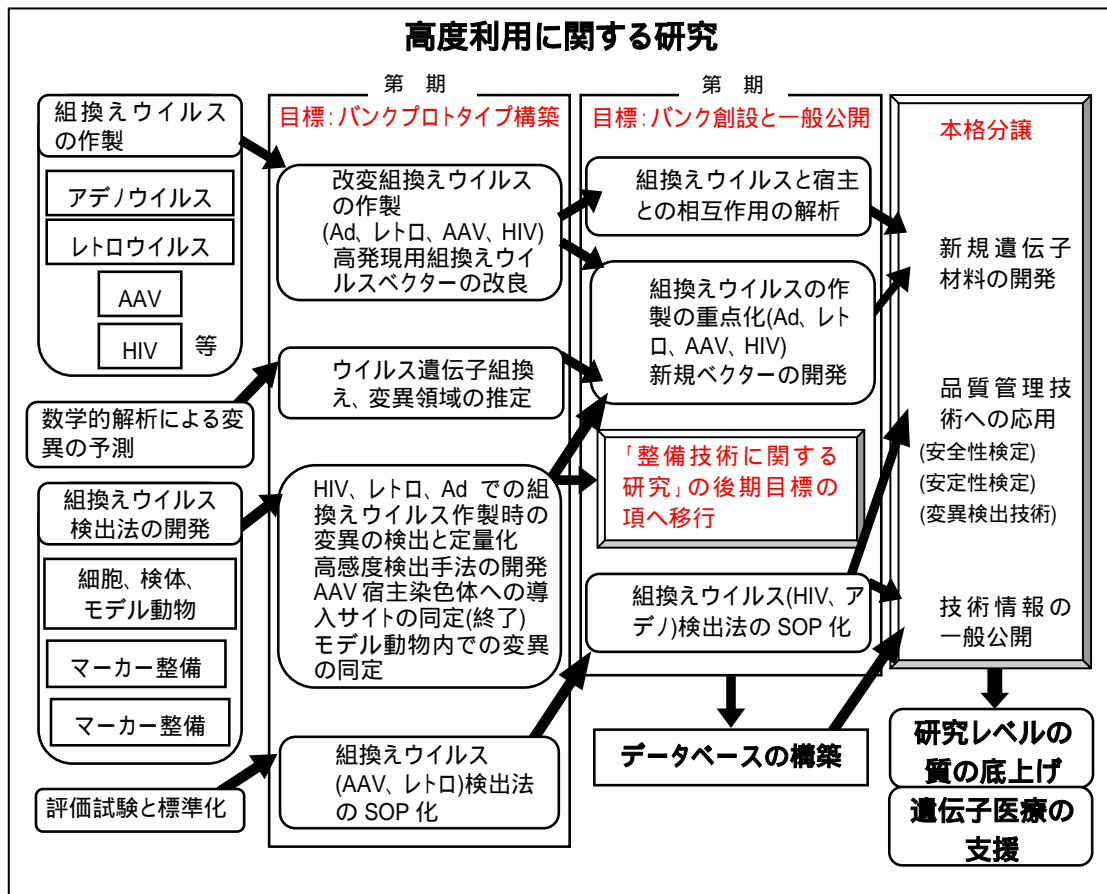 高度利用に関する研究
組換えウイルス
の作製
アデノウイルス
レトロウイルス
AAV
HIV
等
数学的解析による変
異の予測
組換えウイルス
検出法の開発
細胞、検体、
モデル動物
マーカー整備
マーカー整備
評価試験と標準化
第　期
目標:バンクプロトタイプ構築
改変組換えウイルス
の作製
(Ad、レトロ、AAV、HIV)
高発現用組換えウイ
ルスベクターの改良
ウイルス遺伝子組換
え、変異領域の推定
HIV、レトロ、Ad での組
換えウイルス作製時の
変異の検出と定量化
高感度検出手法の開発
AAV 宿主染色体への導
入サイトの同定(終了)
モデル動物内での変異
の同定
組換えウイルス
(AAV、レトロ)検出法
の SOP 化
第　期
目標:バンク創設と一般公開
組換えウイルスと宿主
との相互作用の解析
組換えウイルスの作
製の重点化(Ad、レト
ロ、AAV、HIV)
新規ベクターの開発
「整備技術に関する
研究」の後期目標の
項へ移行
組換えウイルス(HIV、ア
デノ)検出法の SOP 化
データベースの構築
本格分譲
新規遺伝子
材料の開発
品質管理技
術への応用
(安全性検定)
(安定性検定)
(変異検出技術)
技術情報の
一般公開
研究レベルの
質の底上げ
遺伝子医療の
支援